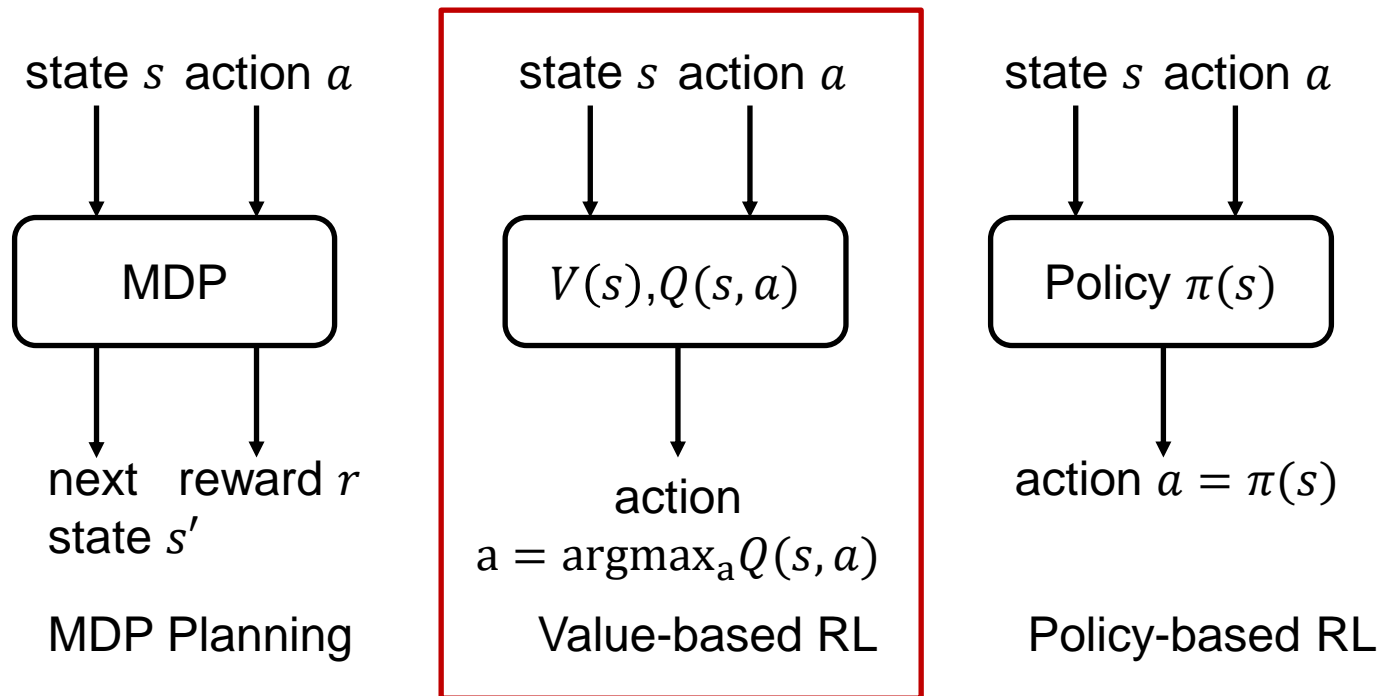 state s action a
MDP
next reward r
state s′
MDP Planning
state s action a
V(s),Q(s, a)
action
a = argmaxₐQ(s, a)
Value-based RL
state s action a
Policy π(s)
action a = π(s)
Policy-based RL